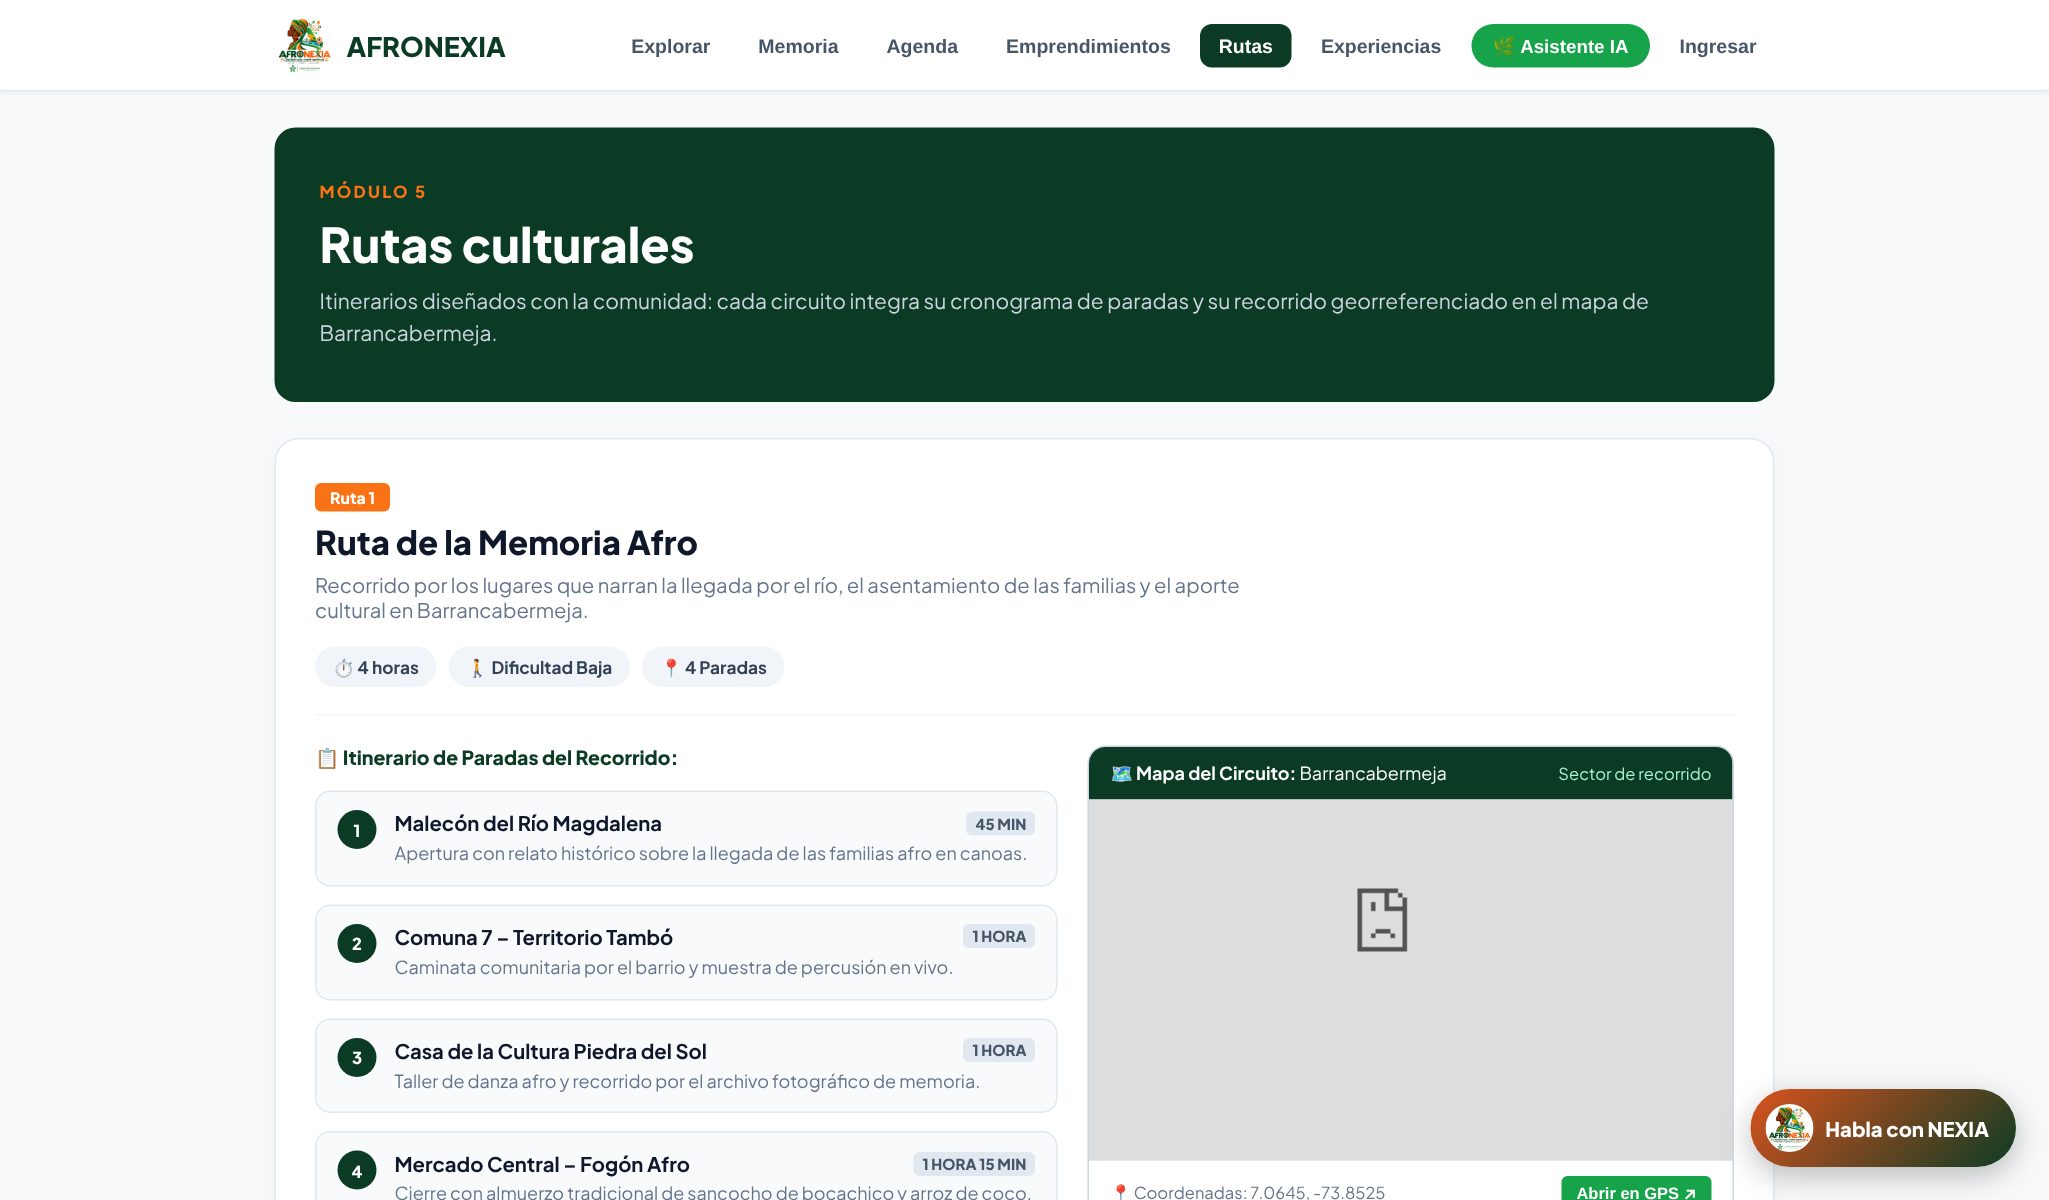 AFRONEXIA
Explorar
Memoria
Agenda
Emprendimientos
Rutas
Experiencias
Asistente IA
Ingresar
MÓDULO 5
Rutas culturales
Itinerarios diseñados con la comunidad: cada circuito integra su cronograma de paradas y su recorrido georreferenciado en el mapa de
Barrancabermeja.
Ruta 1
Ruta de la Memoria Afro
Recorrido por los lugares que narran la llegada por el río, el asentamiento de las familias y el aporte
cultural en Barrancabermeja.
4 horas
Dificultad Baja
4 Paradas
Itinerario de Paradas del Recorrido:
1
Malecón del Río Magdalena
45 MIN
Apertura con relato histórico sobre la llegada de las familias afro en canoas.
2
Comuna 7 – Territorio Tambó
1 HORA
Caminata comunitaria por el barrio y muestra de percusión en vivo.
3
Casa de la Cultura Piedra del Sol
1 HORA
Taller de danza afro y recorrido por el archivo fotográfico de memoria.
4
Mercado Central – Fogón Afro
1 HORA 15 MIN
Cierre con almuerzo tradicional de sancocho de bocachico y arroz de coco.
Mapa del Circuito: Barrancabermeja
Sector de recorrido
Coordenadas: 7.0645, -73.8525
Abrir en GPS ↗
AFRONEXIA
Habla con NEXIA